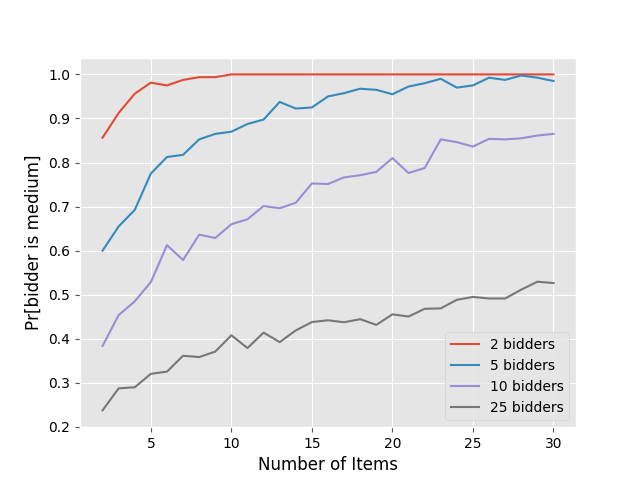 Pr[bidder is medium]
1.0
0.9
0.8
0.7
0.6
0.5
0.4
0.3
0.2
2 bidders
5 bidders
10 bidders
25 bidders
5 10 15 20 25 30
Number of Items